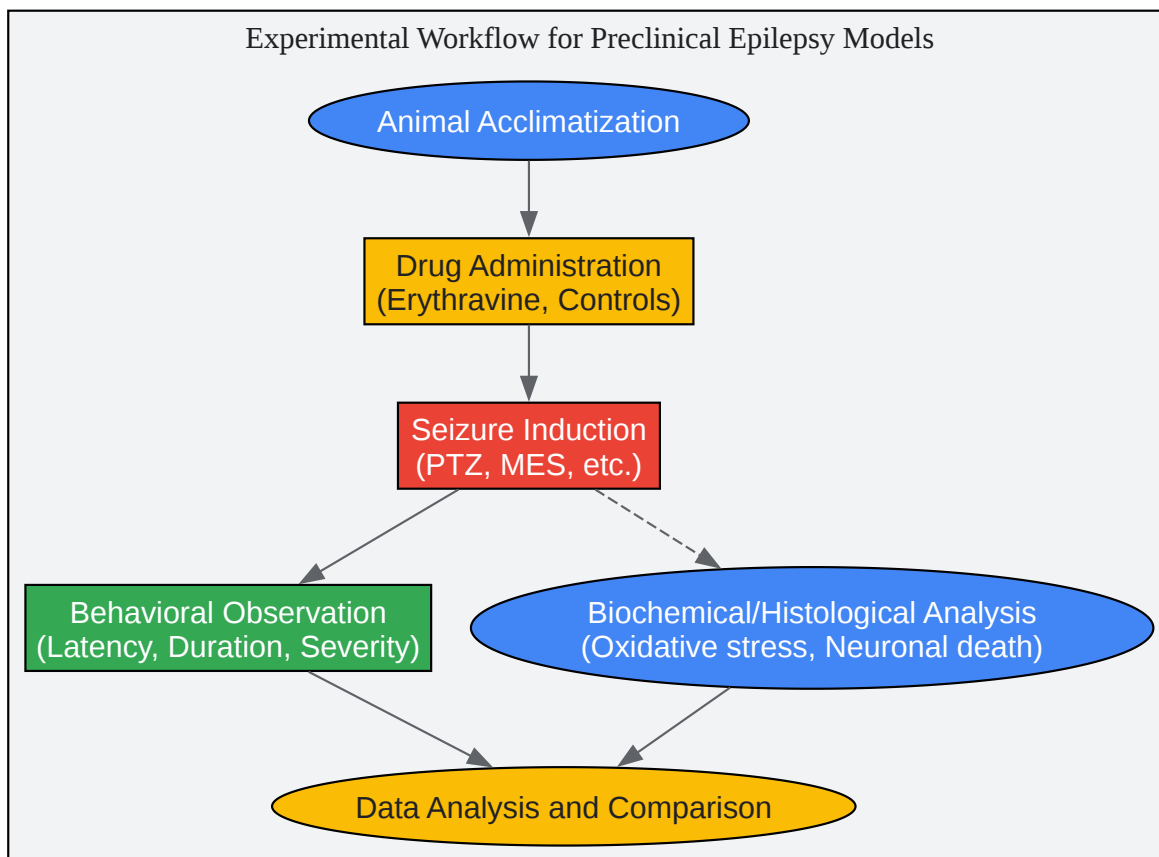 Experimental Workflow for Preclinical Epilepsy Models
Animal Acclimatization
Drug Administration
(Erythravine, Controls)
Seizure Induction
(PTZ, MES, etc.)
Behavioral Observation
(Latency, Duration, Severity)
Biochemical/Histological Analysis
(Oxidative stress, Neuronal death)
Data Analysis and Comparison